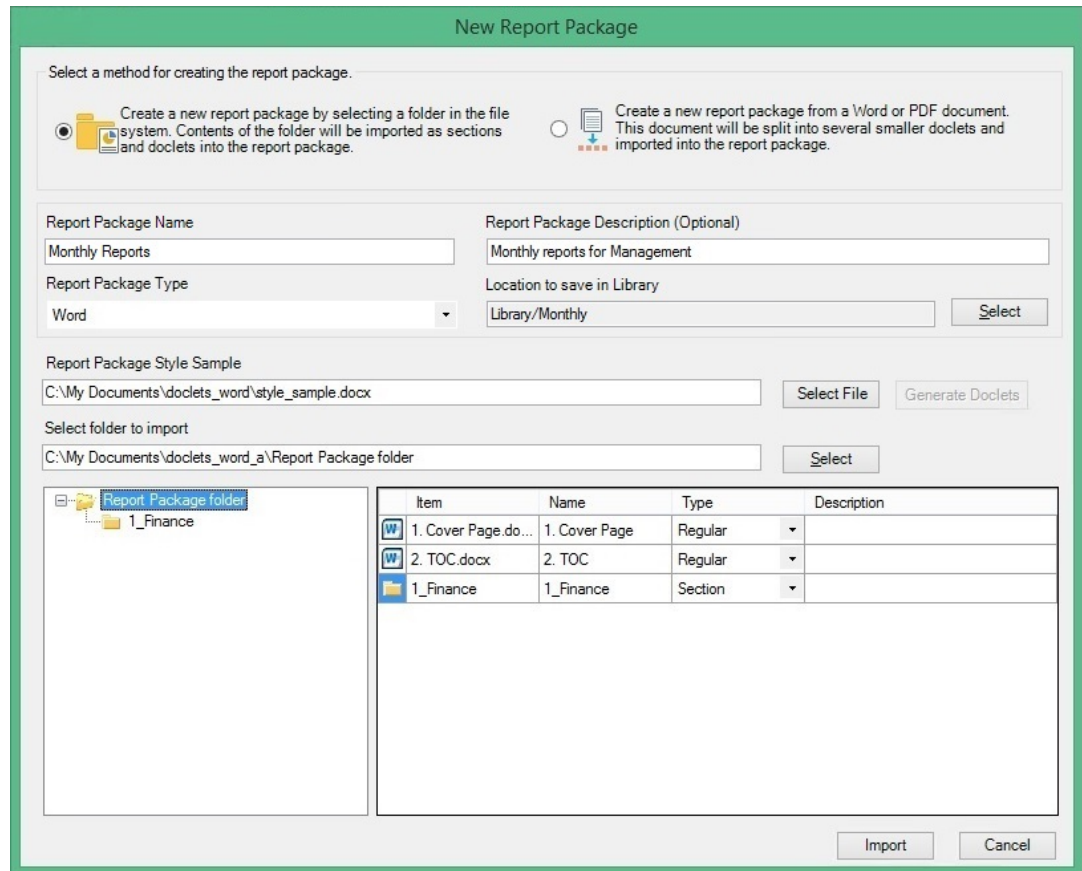 New Report Package
Select a method for creating the report package.
Create a new report package by selecting a folder in the file
system. Contents of the folder will be imported as sections
and doclets into the report package.
Create a new report package from a Word or PDF document.
This document will be split into several smaller doclets and
imported into the report package.
Report Package Name
Report Package Description (Optional)
Monthly Reports
Monthly reports for Management
Report Package Type
Location to save in Library
Word
Library/Monthly
Select
Report Package Style Sample
C:\My Documents\doclets_word\style_sample.docx
Select File
Generate Doclets
Select folder to import
C:\My Documents\doclets_word_a\Report Package folder
Select
Report Package folder
1_Finance
Item Name Type Description
1. Cover Page.do... 1. Cover Page Regular
2. TOC.docx 2. TOC Regular
1_Finance 1_Finance Section
Import
Cancel